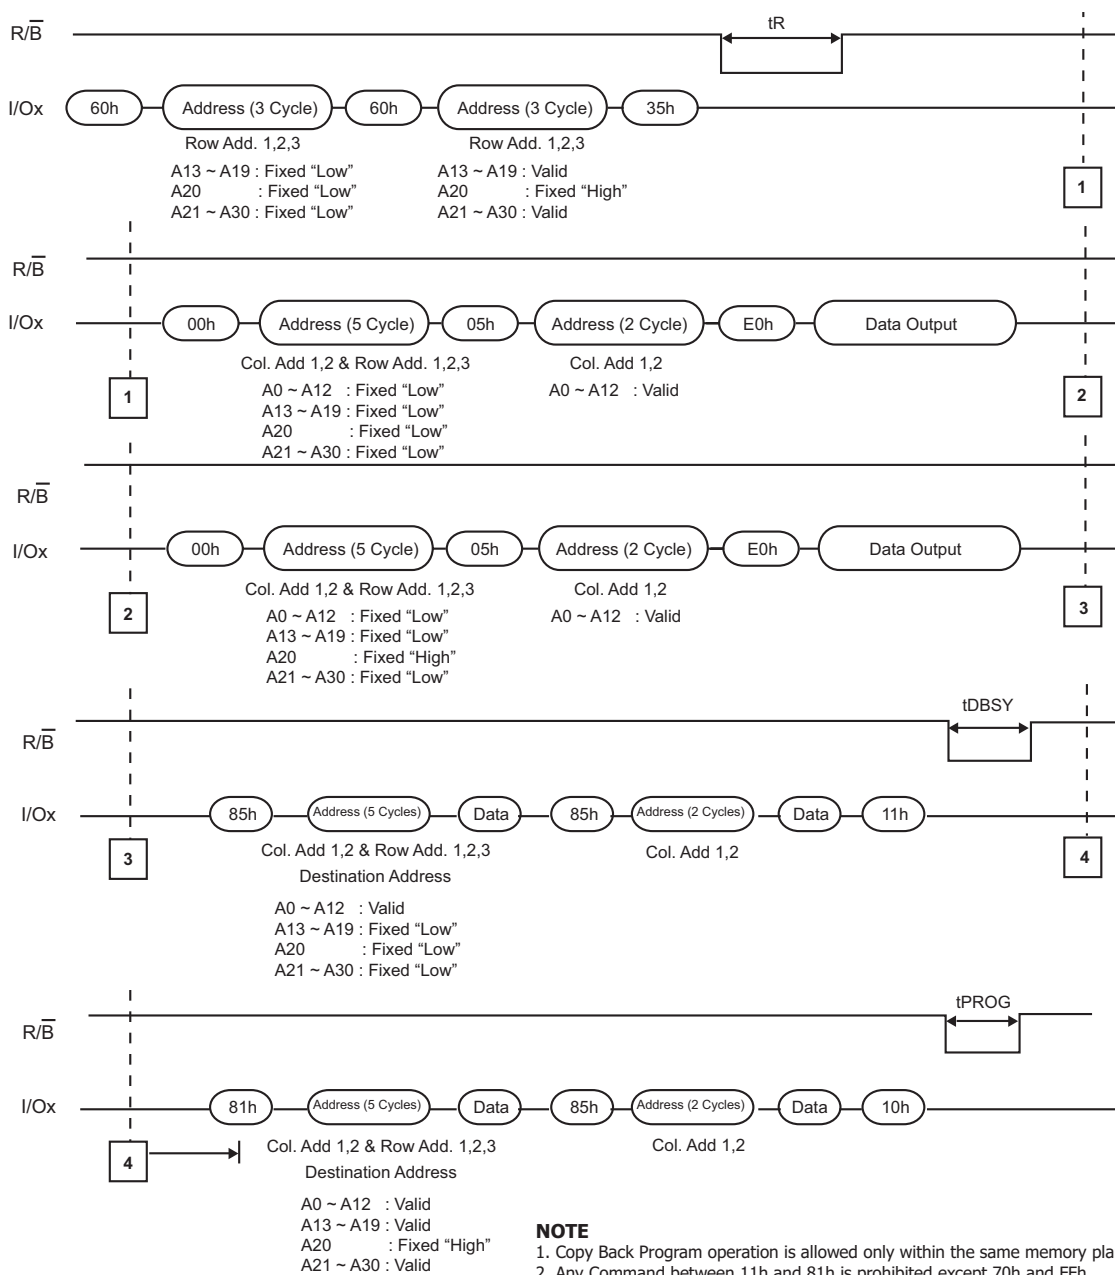 R/B tR
I/Ox 60h Address (3 Cycle) 60h Address (3 Cycle) 35h
Row Add. 1,2,3 Row Add. 1,2,3
A13 ~ A19 : Fixed “Low” A13 ~ A19 : Valid
A20 : Fixed “Low” A20 : Fixed “High”
A21 ~ A30 : Fixed “Low” A21 ~ A30 : Valid
1
R/B
I/Ox 00h Address (5 Cycle) 05h Address (2 Cycle) E0h Data Output
Col. Add 1,2 & Row Add. 1,2,3 Col. Add 1,2
A0 ~ A12 : Fixed “Low” A0 ~ A12 : Valid
A13 ~ A19 : Fixed “Low”
A20 : Fixed “Low”
A21 ~ A30 : Fixed “Low”
1 2
R/B
I/Ox 00h Address (5 Cycle) 05h Address (2 Cycle) E0h Data Output
Col. Add 1,2 & Row Add. 1,2,3 Col. Add 1,2
A0 ~ A12 : Fixed “Low” A0 ~ A12 : Valid
A13 ~ A19 : Fixed “Low”
A20 : Fixed “High”
A21 ~ A30 : Fixed “Low”
2 3
R/B tDBSY
I/Ox 85h Address (5 Cycles) Data 85h Address (2 Cycles) Data 11h
Col. Add 1,2 & Row Add. 1,2,3 Col. Add 1,2
Destination Address
A0 ~ A12 : Valid
A13 ~ A19 : Fixed “Low”
A20 : Fixed “Low”
A21 ~ A30 : Fixed “Low”
3 4
R/B tPROG
I/Ox 81h Address (5 Cycles) Data 85h Address (2 Cycles) Data 10h
Col. Add 1,2 & Row Add. 1,2,3 Col. Add 1,2
Destination Address
4
A0 ~ A12 : Valid
A13 ~ A19 : Valid
A20 : Fixed “High”
A21 ~ A30 : Valid
NOTE
1. Copy Back Program operation is allowed only within the same memory pla
2. Any Command between 11h and 81h is prohibited except 70h and FFh